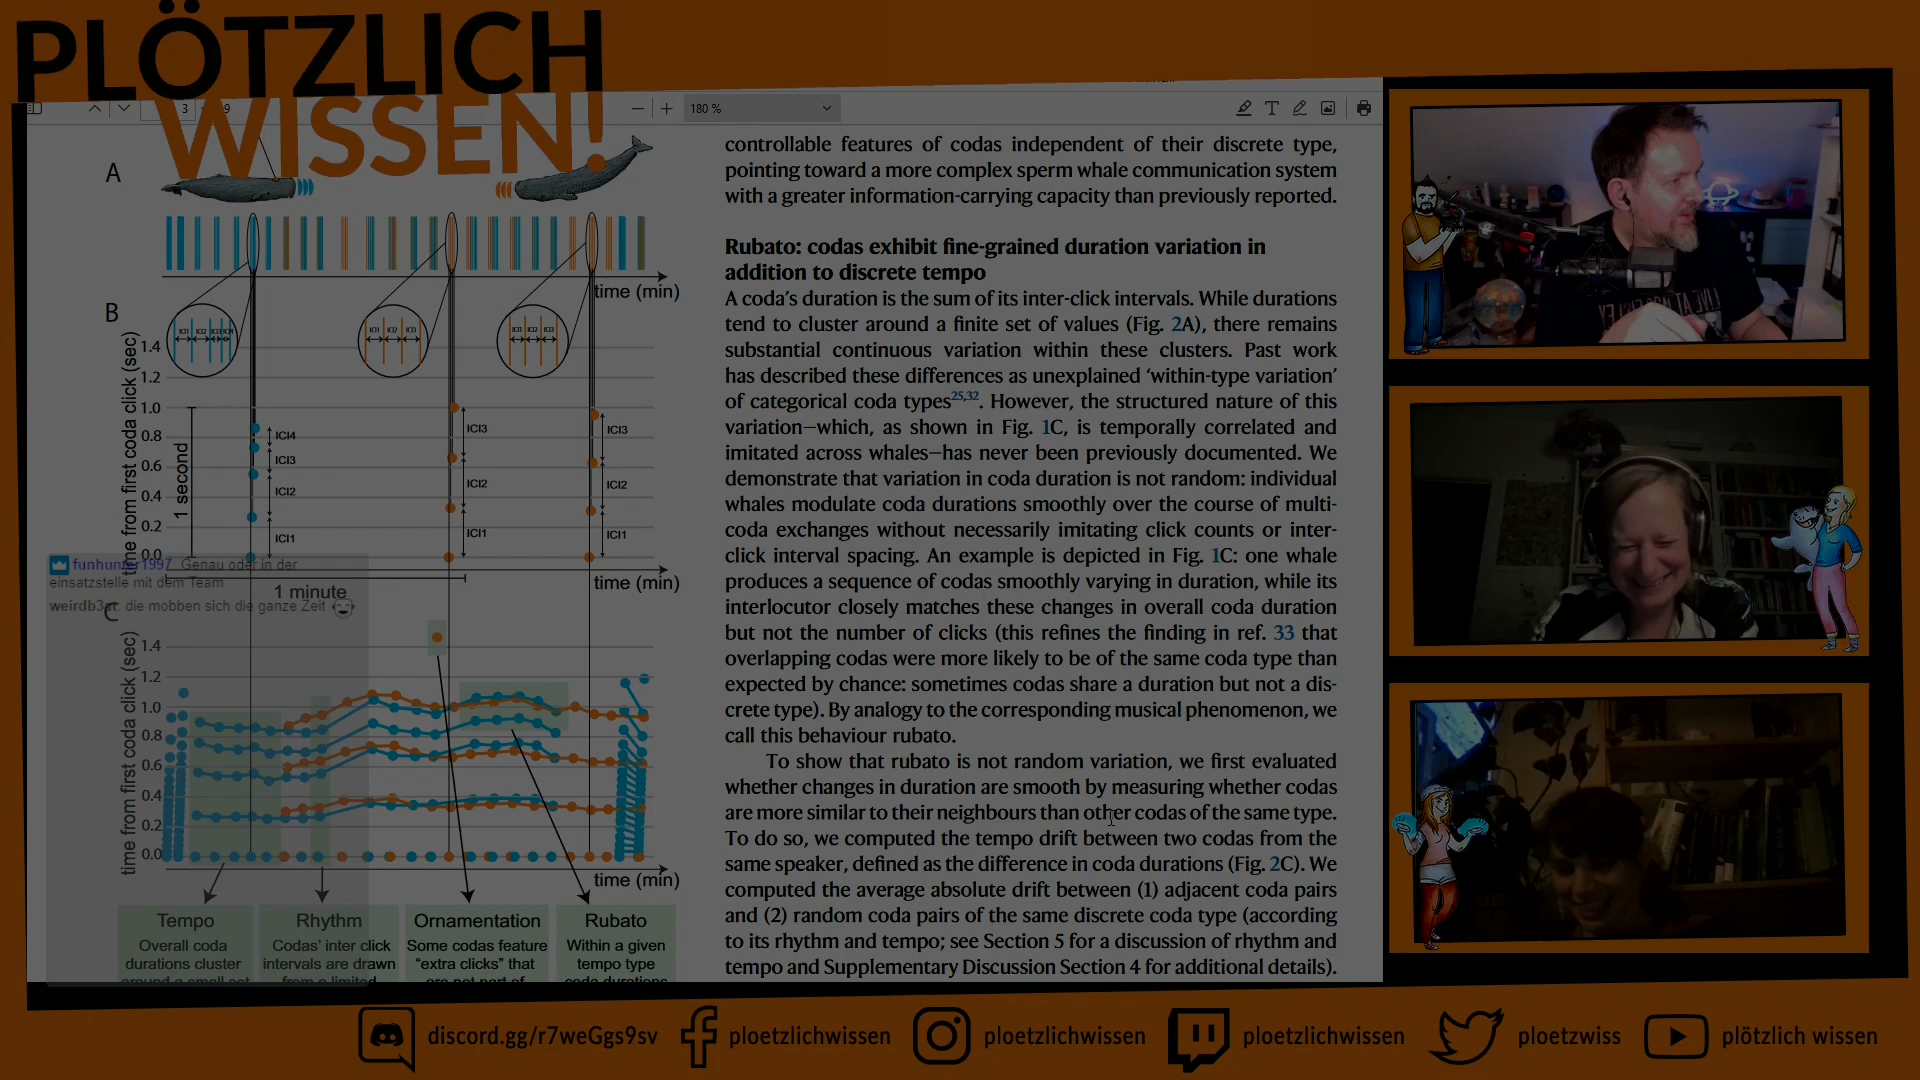 PLÖTZLICH
WISSEN!
3
9
180 %
A
time (min)
B
ICI1 ICI2
ICI1 ICI2 ICI3
ICI1 ICI2 ICI3
time from first coda click (sec)
1.4
1.2
1.0
0.8
0.6
0.4
0.2
0.0
1 second
ICI4
ICI3
ICI2
ICI1
ICI3
ICI2
ICI1
ICI3
ICI2
ICI1
time (min)
1 minute
funhunter1997: Genau oder in der
einsatzstelle mit dem Team
weirdb3at: die mobben sich die ganze Zeit
C
time from first coda click (sec)
1.4
1.2
1.0
0.8
0.6
0.4
0.2
0.0
time (min)
Tempo
Overall coda
durations cluster
around a small set
Rhythm
Codas' inter click
intervals are drawn
from a limited
Ornamentation
Some codas feature
“extra clicks” that
are not part of
Rubato
Within a given
tempo type
coda durations
controllable features of codas independent of their discrete type,
pointing toward a more complex sperm whale communication system
with a greater information-carrying capacity than previously reported.
Rubato: codas exhibit fine-grained duration variation in
addition to discrete tempo
A coda’s duration is the sum of its inter-click intervals. While durations
tend to cluster around a finite set of values (Fig. 2A), there remains
substantial continuous variation within these clusters. Past work
has described these differences as unexplained ‘within-type variation’
of categorical coda types25,32. However, the structured nature of this
variation—which, as shown in Fig. 1C, is temporally correlated and
imitated across whales—has never been previously documented. We
demonstrate that variation in coda duration is not random: individual
whales modulate coda durations smoothly over the course of multi-
coda exchanges without necessarily imitating click counts or inter-
click interval spacing. An example is depicted in Fig. 1C: one whale
produces a sequence of codas smoothly varying in duration, while its
interlocutor closely matches these changes in overall coda duration
but not the number of clicks (this refines the finding in ref. 33 that
overlapping codas were more likely to be of the same coda type than
expected by chance: sometimes codas share a duration but not a dis-
crete type). By analogy to the corresponding musical phenomenon, we
call this behaviour rubato.
To show that rubato is not random variation, we first evaluated
whether changes in duration are smooth by measuring whether codas
are more similar to their neighbours than other codas of the same type.
To do so, we computed the tempo drift between two codas from the
same speaker, defined as the difference in coda durations (Fig. 2C). We
computed the average absolute drift between (1) adjacent coda pairs
and (2) random coda pairs of the same discrete coda type (according
to its rhythm and tempo; see Section 5 for a discussion of rhythm and
tempo and Supplementary Discussion Section 4 for additional details).
discord.gg/r7weGgs9sv
ploetzlichwissen
ploetzlichwissen
ploetzlichwissen
ploetzwiss
plötzlich wissen